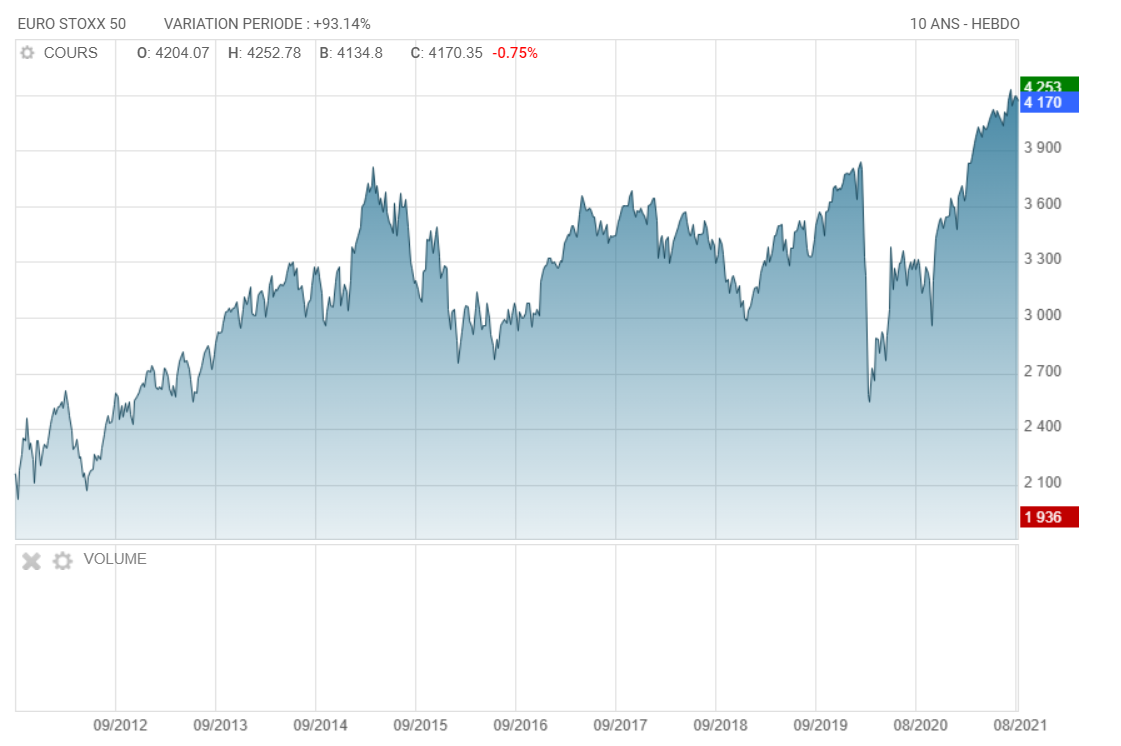 EURO STOXX 50 VARIATION PERIODE : +93.14% 10 ANS - HEBDO
COURS O: 4204.07 H: 4252.78 B: 4134.8 C: 4170.35 -0.75%
4 253
4 170
3 900
3 600
3 300
3 000
2 700
2 400
2 100
1 936
VOLUME
09/2012 09/2013 09/2014 09/2015 09/2016 09/2017 09/2018 09/2019 08/2020 08/2021